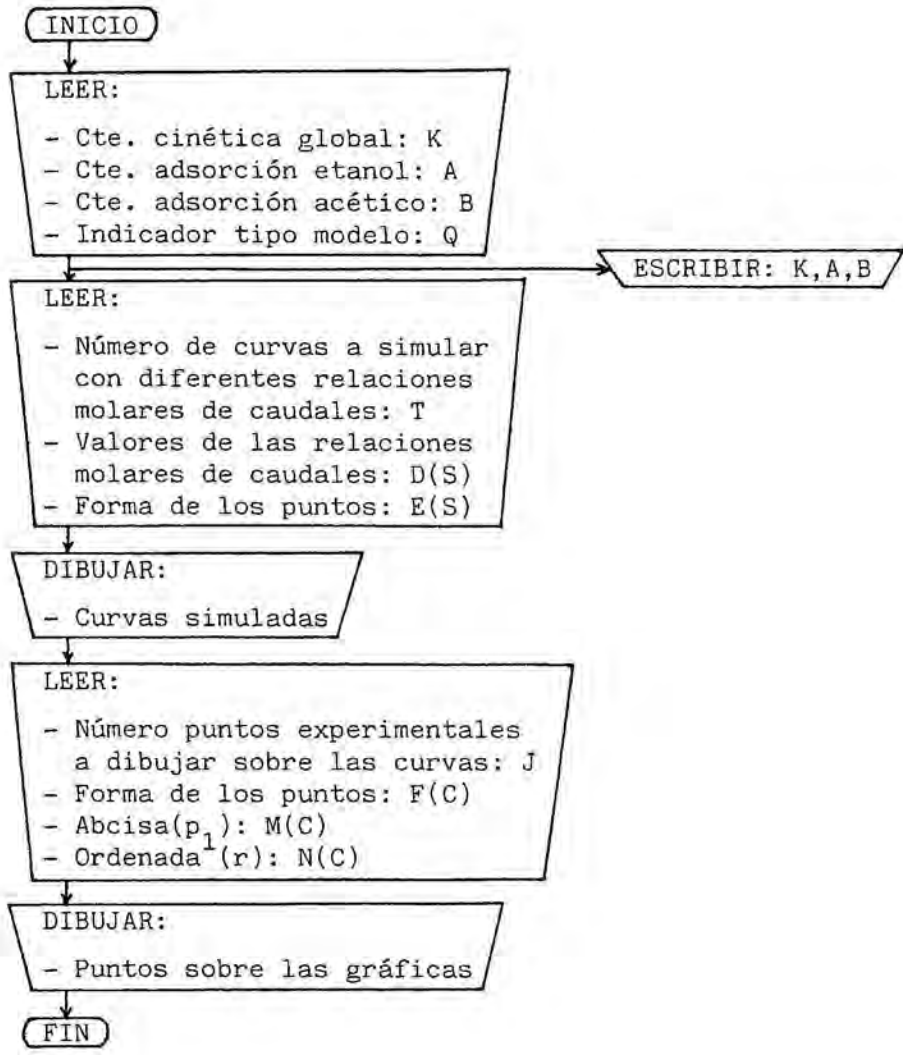 INICIO
LEER:
- Cte. cinética global: K
- Cte. adsorción etanol: A
- Cte. adsorción acético: B
- Indicador tipo modelo: Q
ESCRIBIR: K,A,B
LEER:
- Número de curvas a simular
con diferentes relaciones
molares de caudales: T
- Valores de las relaciones
molares de caudales: D(S)
- Forma de los puntos: E(S)
DIBUJAR:
- Curvas simuladas
LEER:
- Número puntos experimentales
a dibujar sobre las curvas: J
- Forma de los puntos: F(C)
- Abcisa(p1): M(C)
- Ordenada (r): N(C)
DIBUJAR:
- Puntos sobre las gráficas
FIN